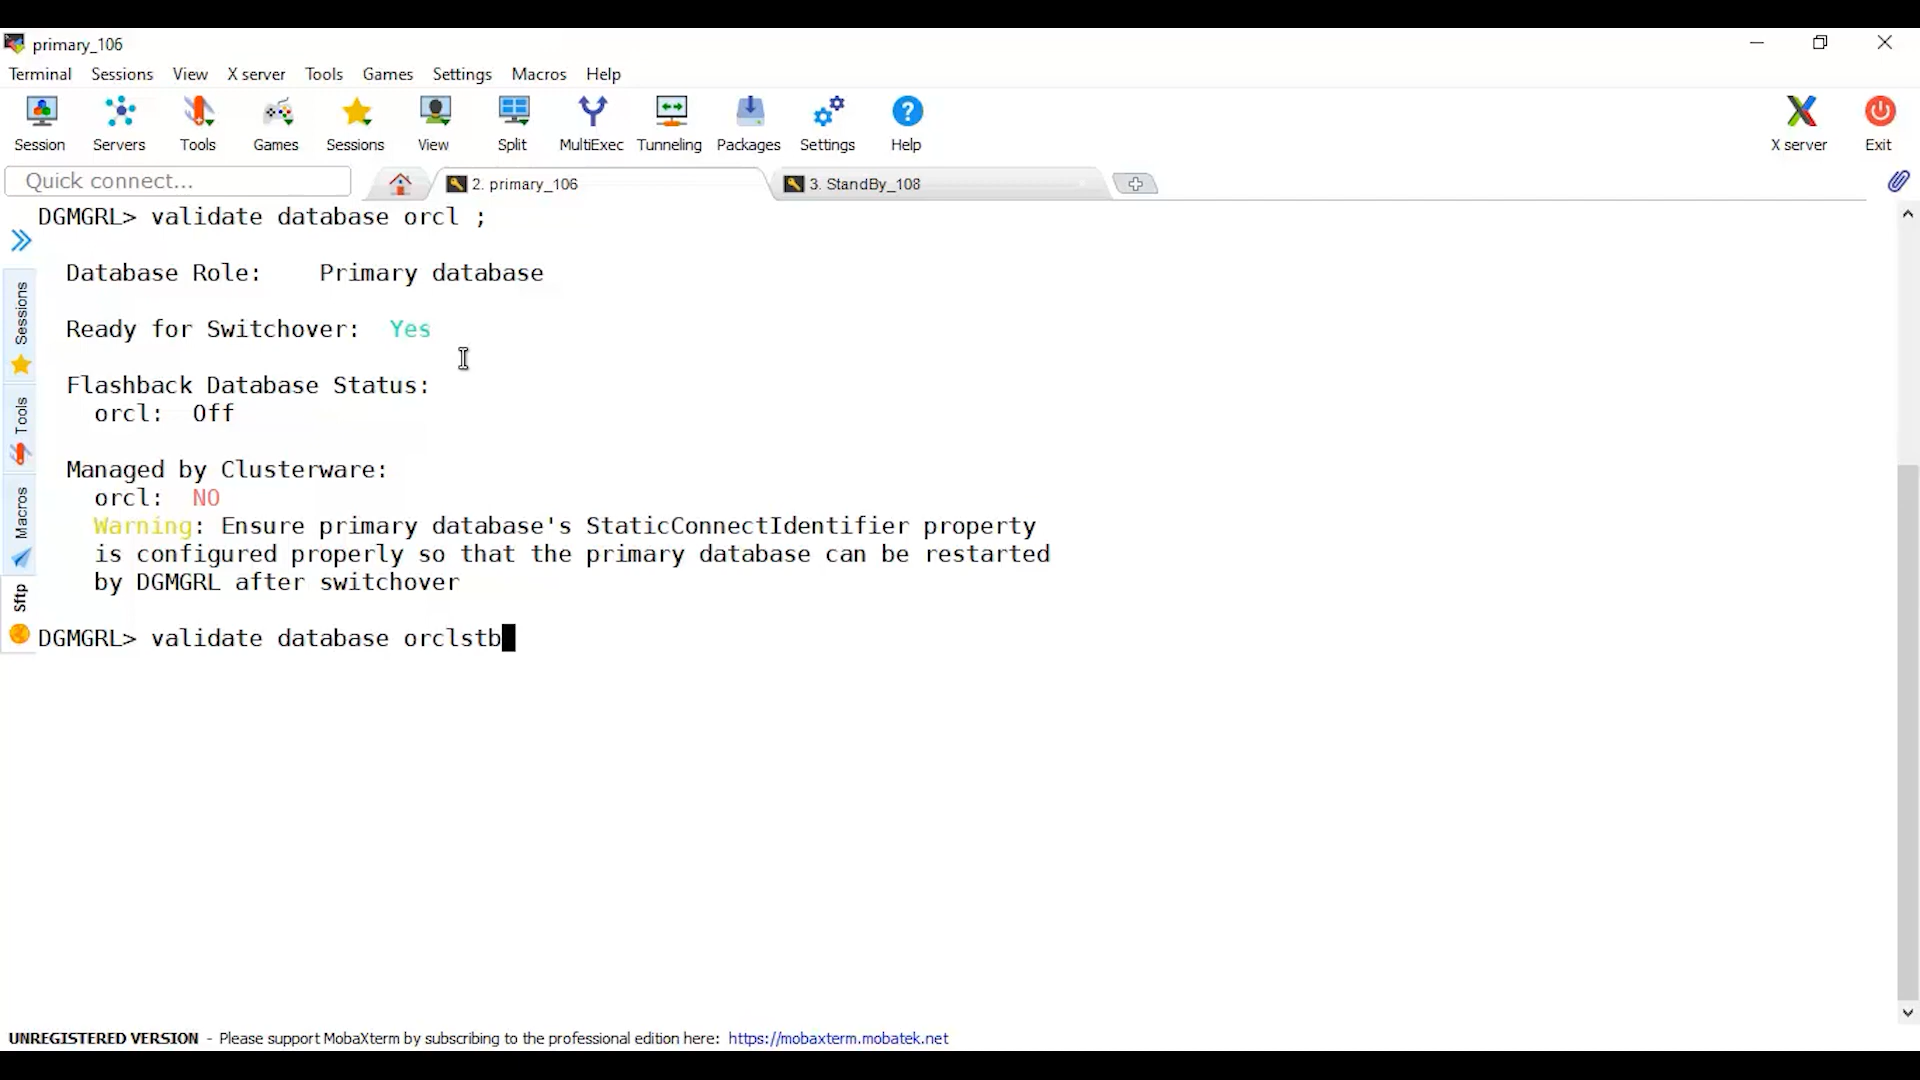 primary_106
Terminal Sessions View X server Tools Games Settings Macros Help
Session Servers Tools Games Sessions View Split MultiExec Tunneling Packages Settings Help X server Exit
Quick connect... 2. primary_106 3. StandBy_108
DGMGRL> validate database orcl ;
Database Role: Primary database
Ready for Switchover: Yes
Flashback Database Status:
orcl: Off
Managed by Clusterware:
orcl: NO
Warning: Ensure primary database's StaticConnectIdentifier property
is configured properly so that the primary database can be restarted
by DGMGRL after switchover
DGMGRL> validate database orclstb
Sessions
Tools
Macros
Sftp
UNREGISTERED VERSION - Please support MobaXterm by subscribing to the professional edition here: https://mobaxterm.mobatek.net